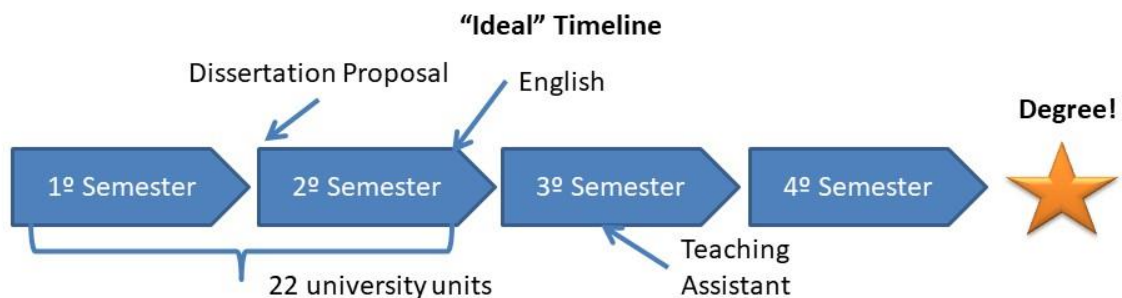 “Ideal” Timeline
Dissertation Proposal
English
Degree!
1º Semester
2º Semester
3º Semester
4º Semester
22 university units
Teaching
Assistant